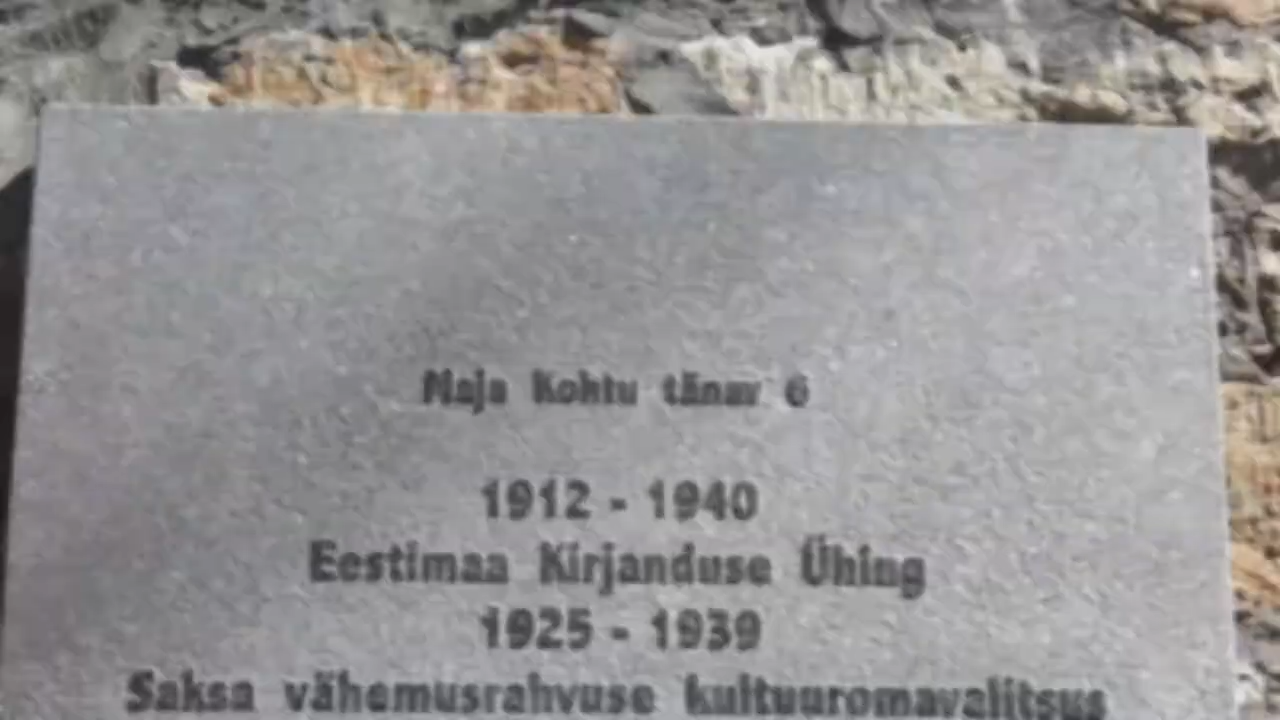 Maja Kohtu tänav 6
1912 - 1940
Eestimaa Kirjanduse Ühing
1925 - 1939
Saksa vähemusrahvuse kultuuromavalitsus